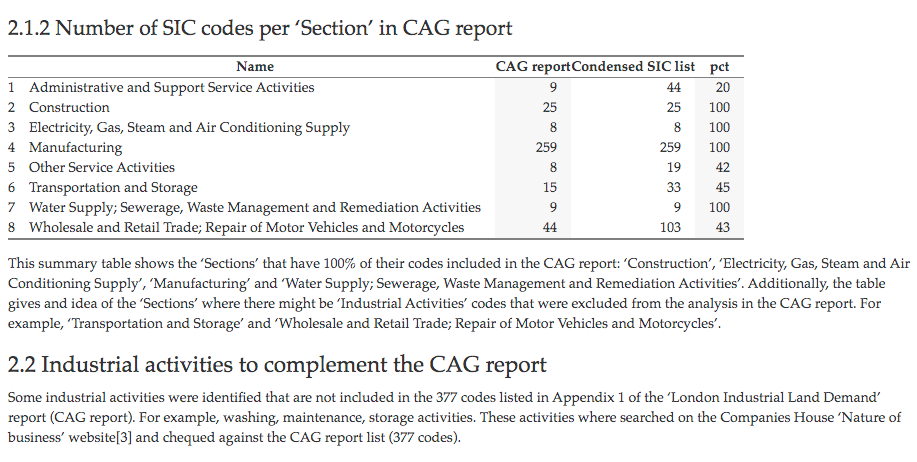 2.1.2 Number of SIC codes per ‘Section’ in CAG report
Name CAG report Condensed SIC list pct
1 Administrative and Support Service Activities 9 44 20
2 Construction 25 25 100
3 Electricity, Gas, Steam and Air Conditioning Supply 8 8 100
4 Manufacturing 259 259 100
5 Other Service Activities 8 19 42
6 Transportation and Storage 15 33 45
7 Water Supply; Sewerage, Waste Management and Remediation Activities 9 9 100
8 Wholesale and Retail Trade; Repair of Motor Vehicles and Motorcycles 44 103 43
This summary table shows the ‘Sections’ that have 100% of their codes included in the CAG report: ‘Construction’, ‘Electricity, Gas, Steam and Air
Conditioning Supply’, ‘Manufacturing’ and ‘Water Supply; Sewerage, Waste Management and Remediation Activities’. Additionally, the table
gives and idea of the ‘Sections’ where there might be ‘Industrial Activities’ codes that were excluded from the analysis in the CAG report. For
example, ‘Transportation and Storage’ and ‘Wholesale and Retail Trade; Repair of Motor Vehicles and Motorcycles’.
2.2 Industrial activities to complement the CAG report
Some industrial activities were identified that are not included in the 377 codes listed in Appendix 1 of the ‘London Industrial Land Demand’
report (CAG report). For example, washing, maintenance, storage activities. These activities where searched on the Companies House ‘Nature of
business’ website[3] and chequed against the CAG report list (377 codes).